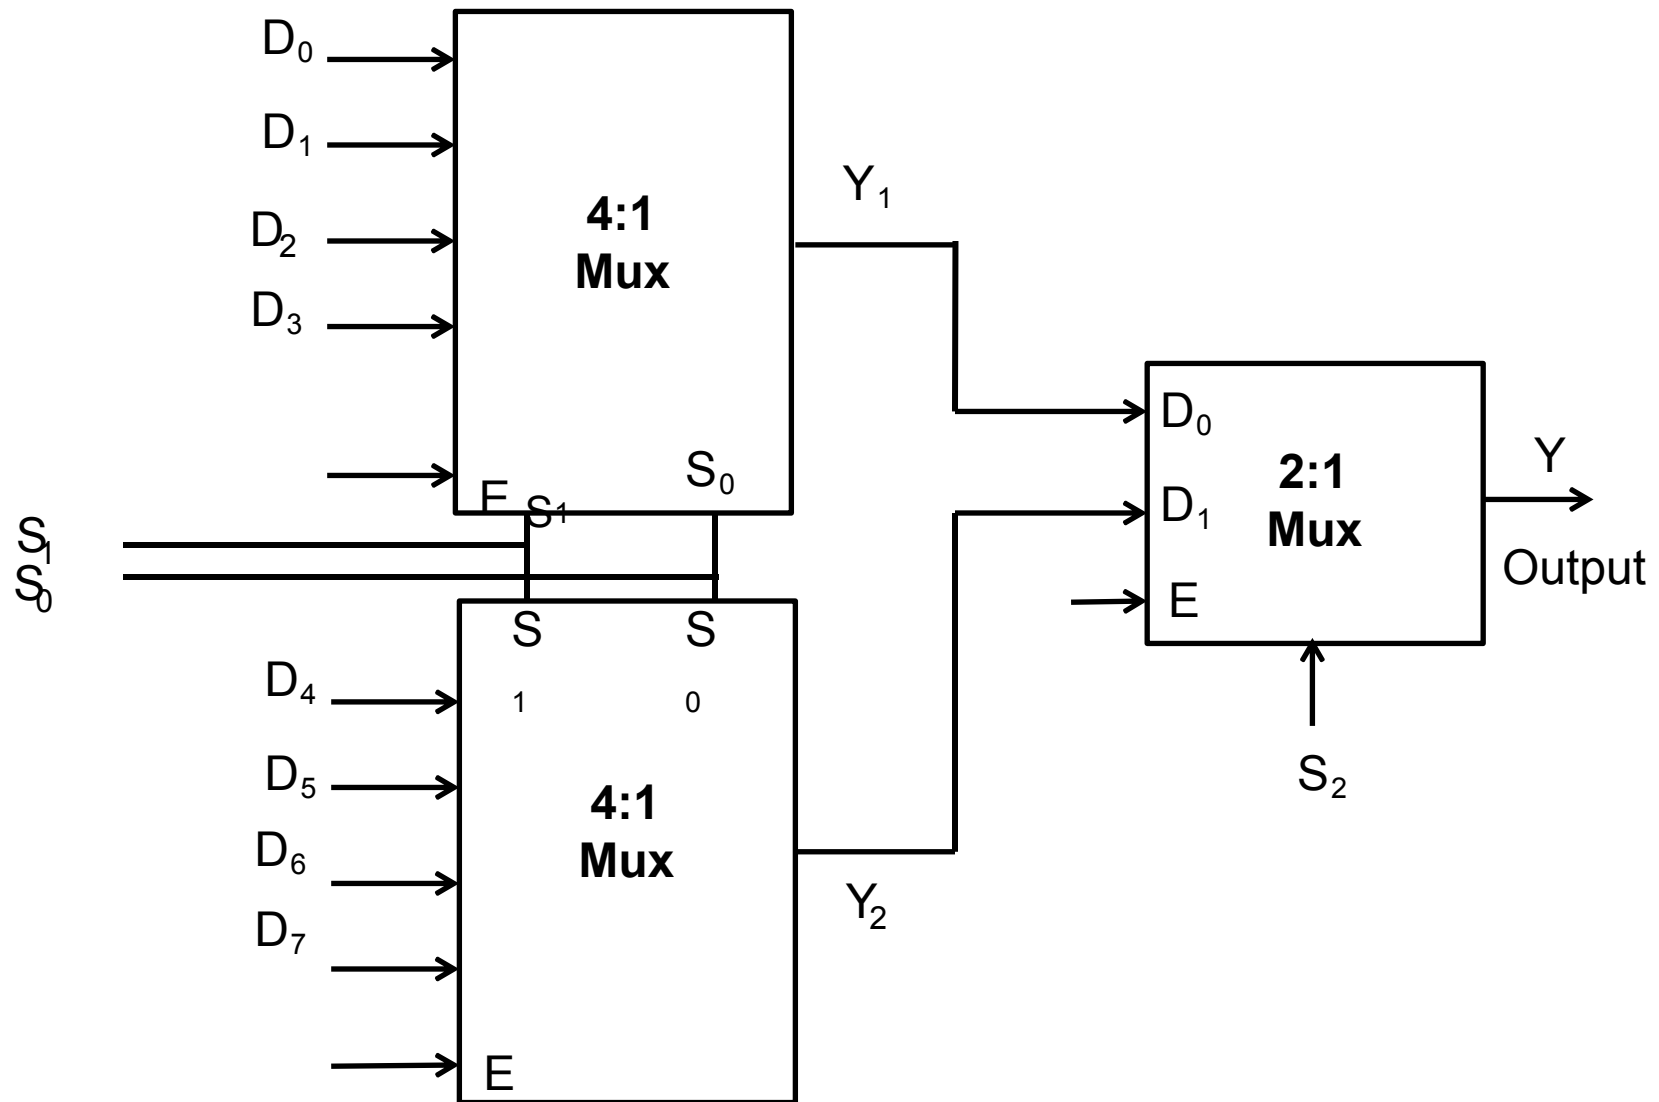 D₀
D₁
D₂
D₃
4:1
Mux
Y₁
E
S₁
S₀
S₁
S₀
D₀
D₁
E
2:1
Mux
Y
Output
S₂
S
1
S
0
D₄
D₅
D₆
D₇
4:1
Mux
E
Y₂